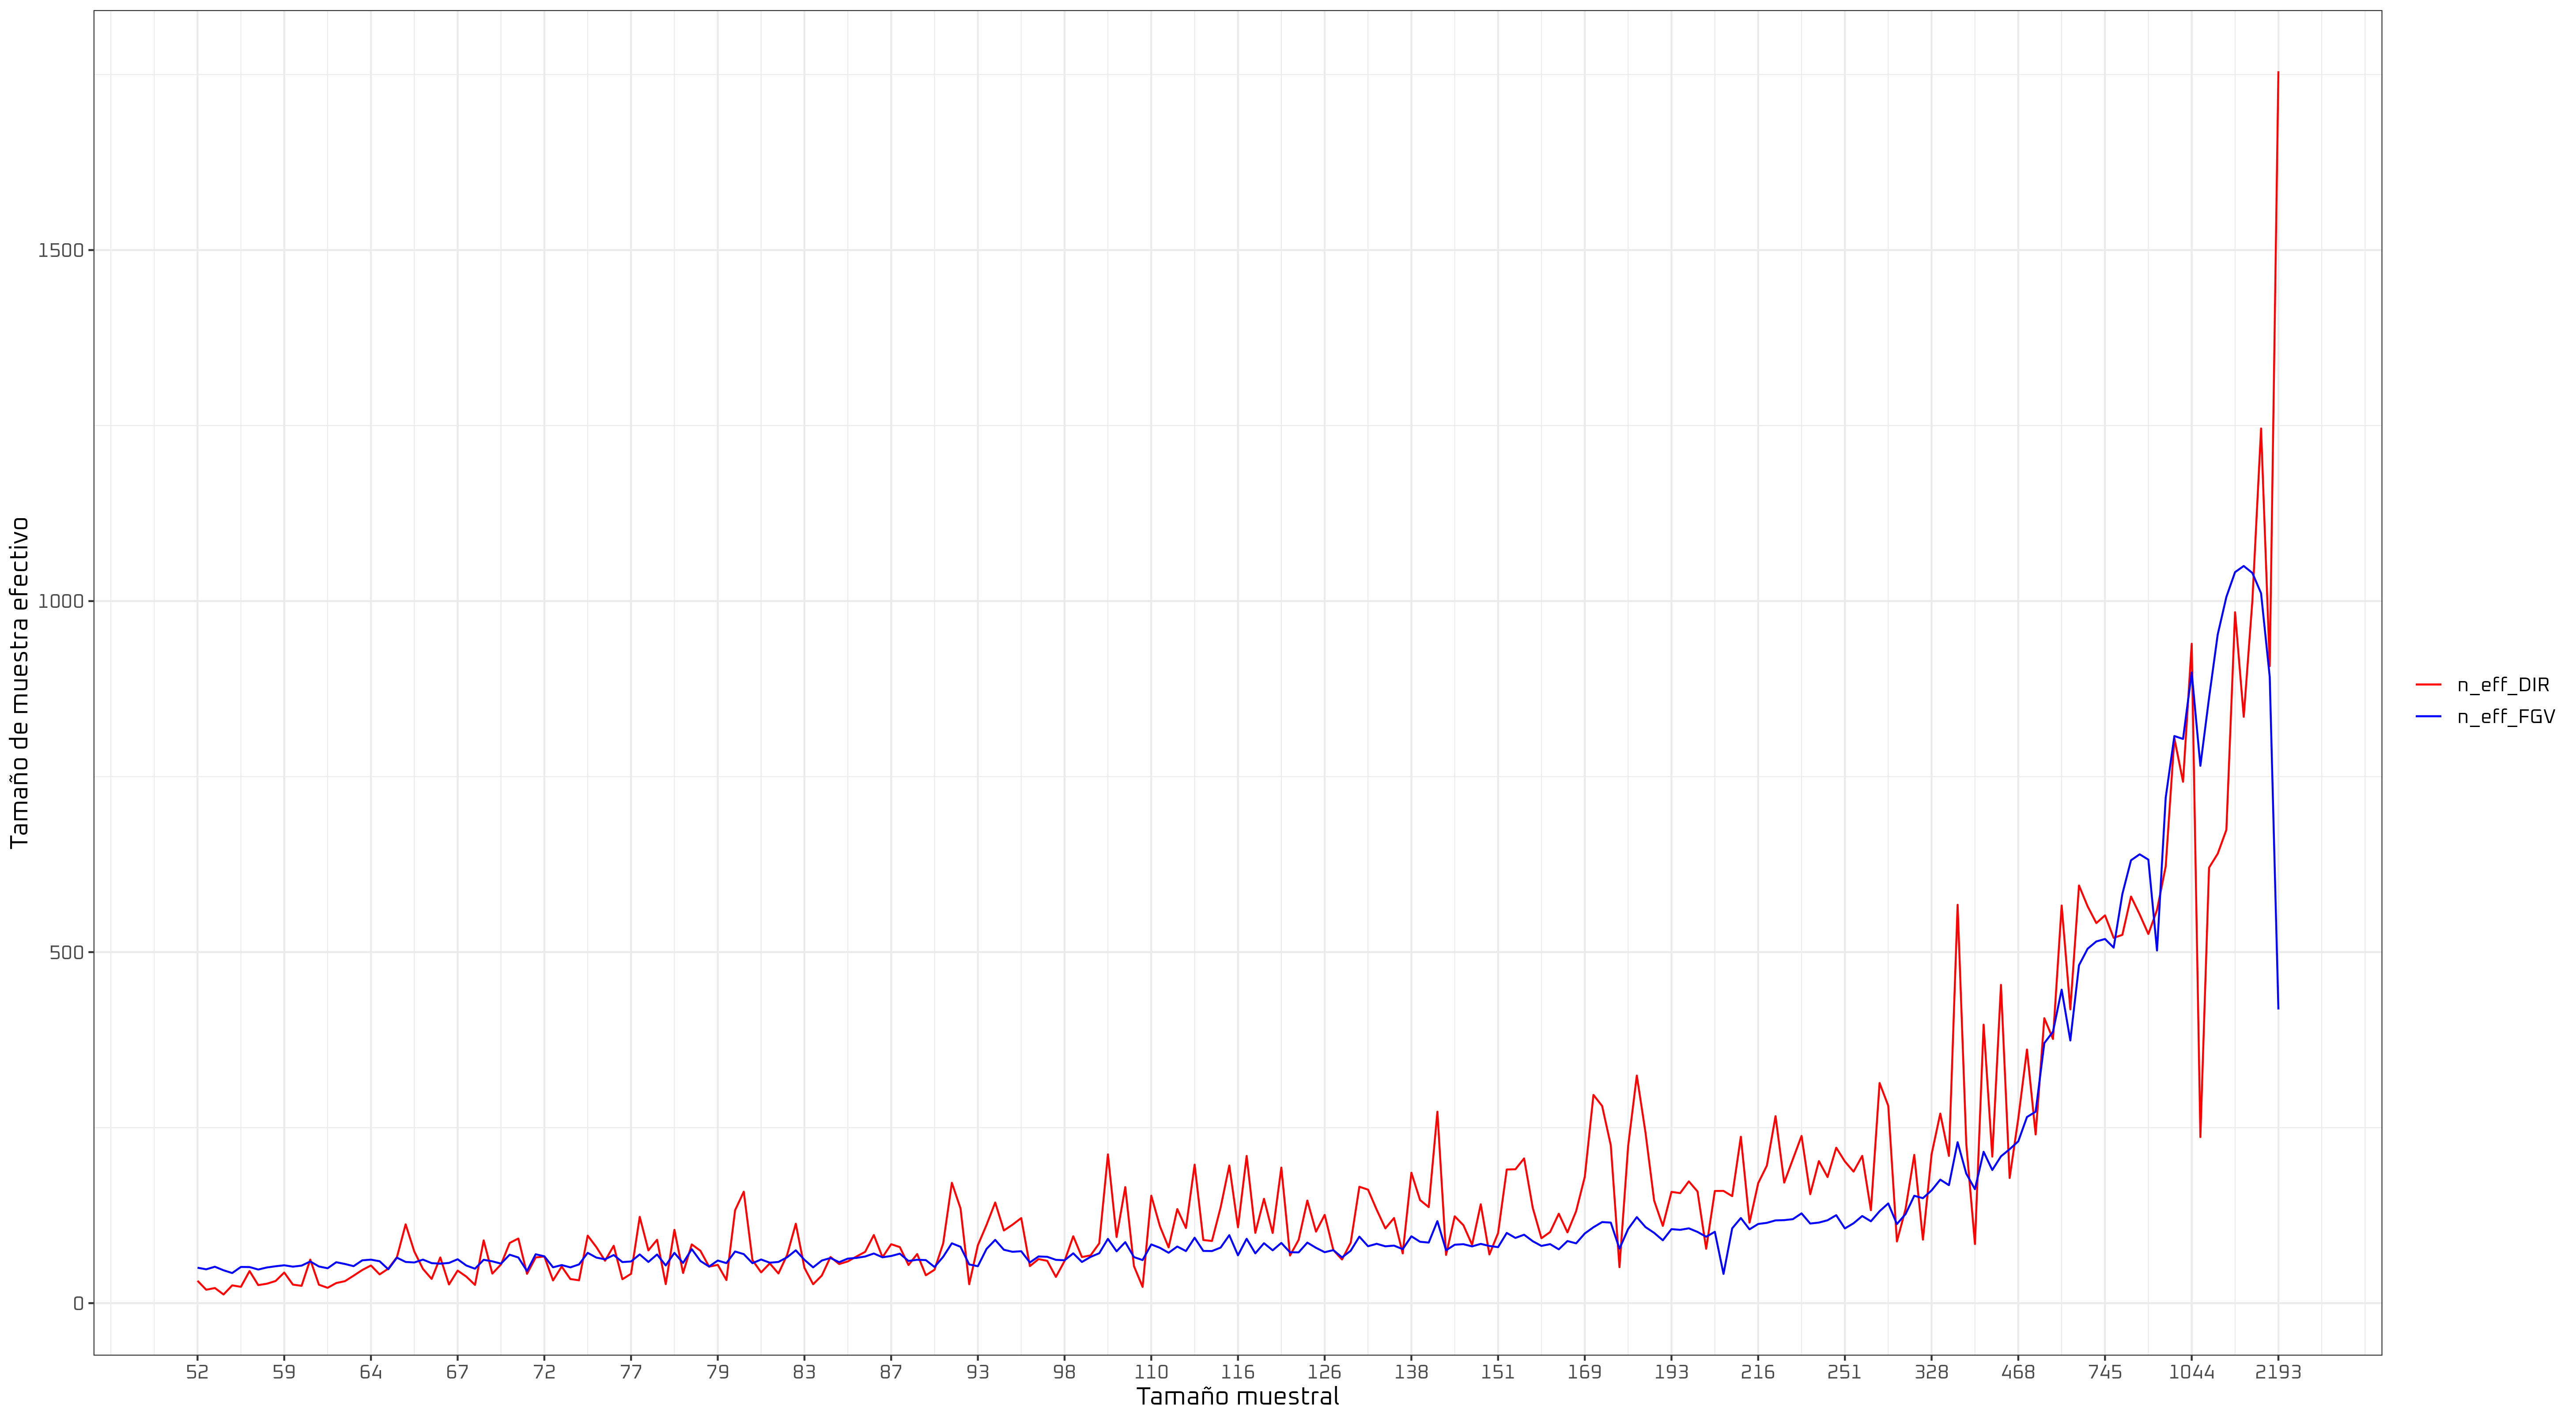 Tamaño de muestra efectivo
1500
1000
500
0
52 59 64 67 72 77 79 83 87 93 98 110 116 126 138 151 169 193 216 251 328 468 745 1044 2193
Tamaño muestral
n_eff_DIR
n_eff_FGV